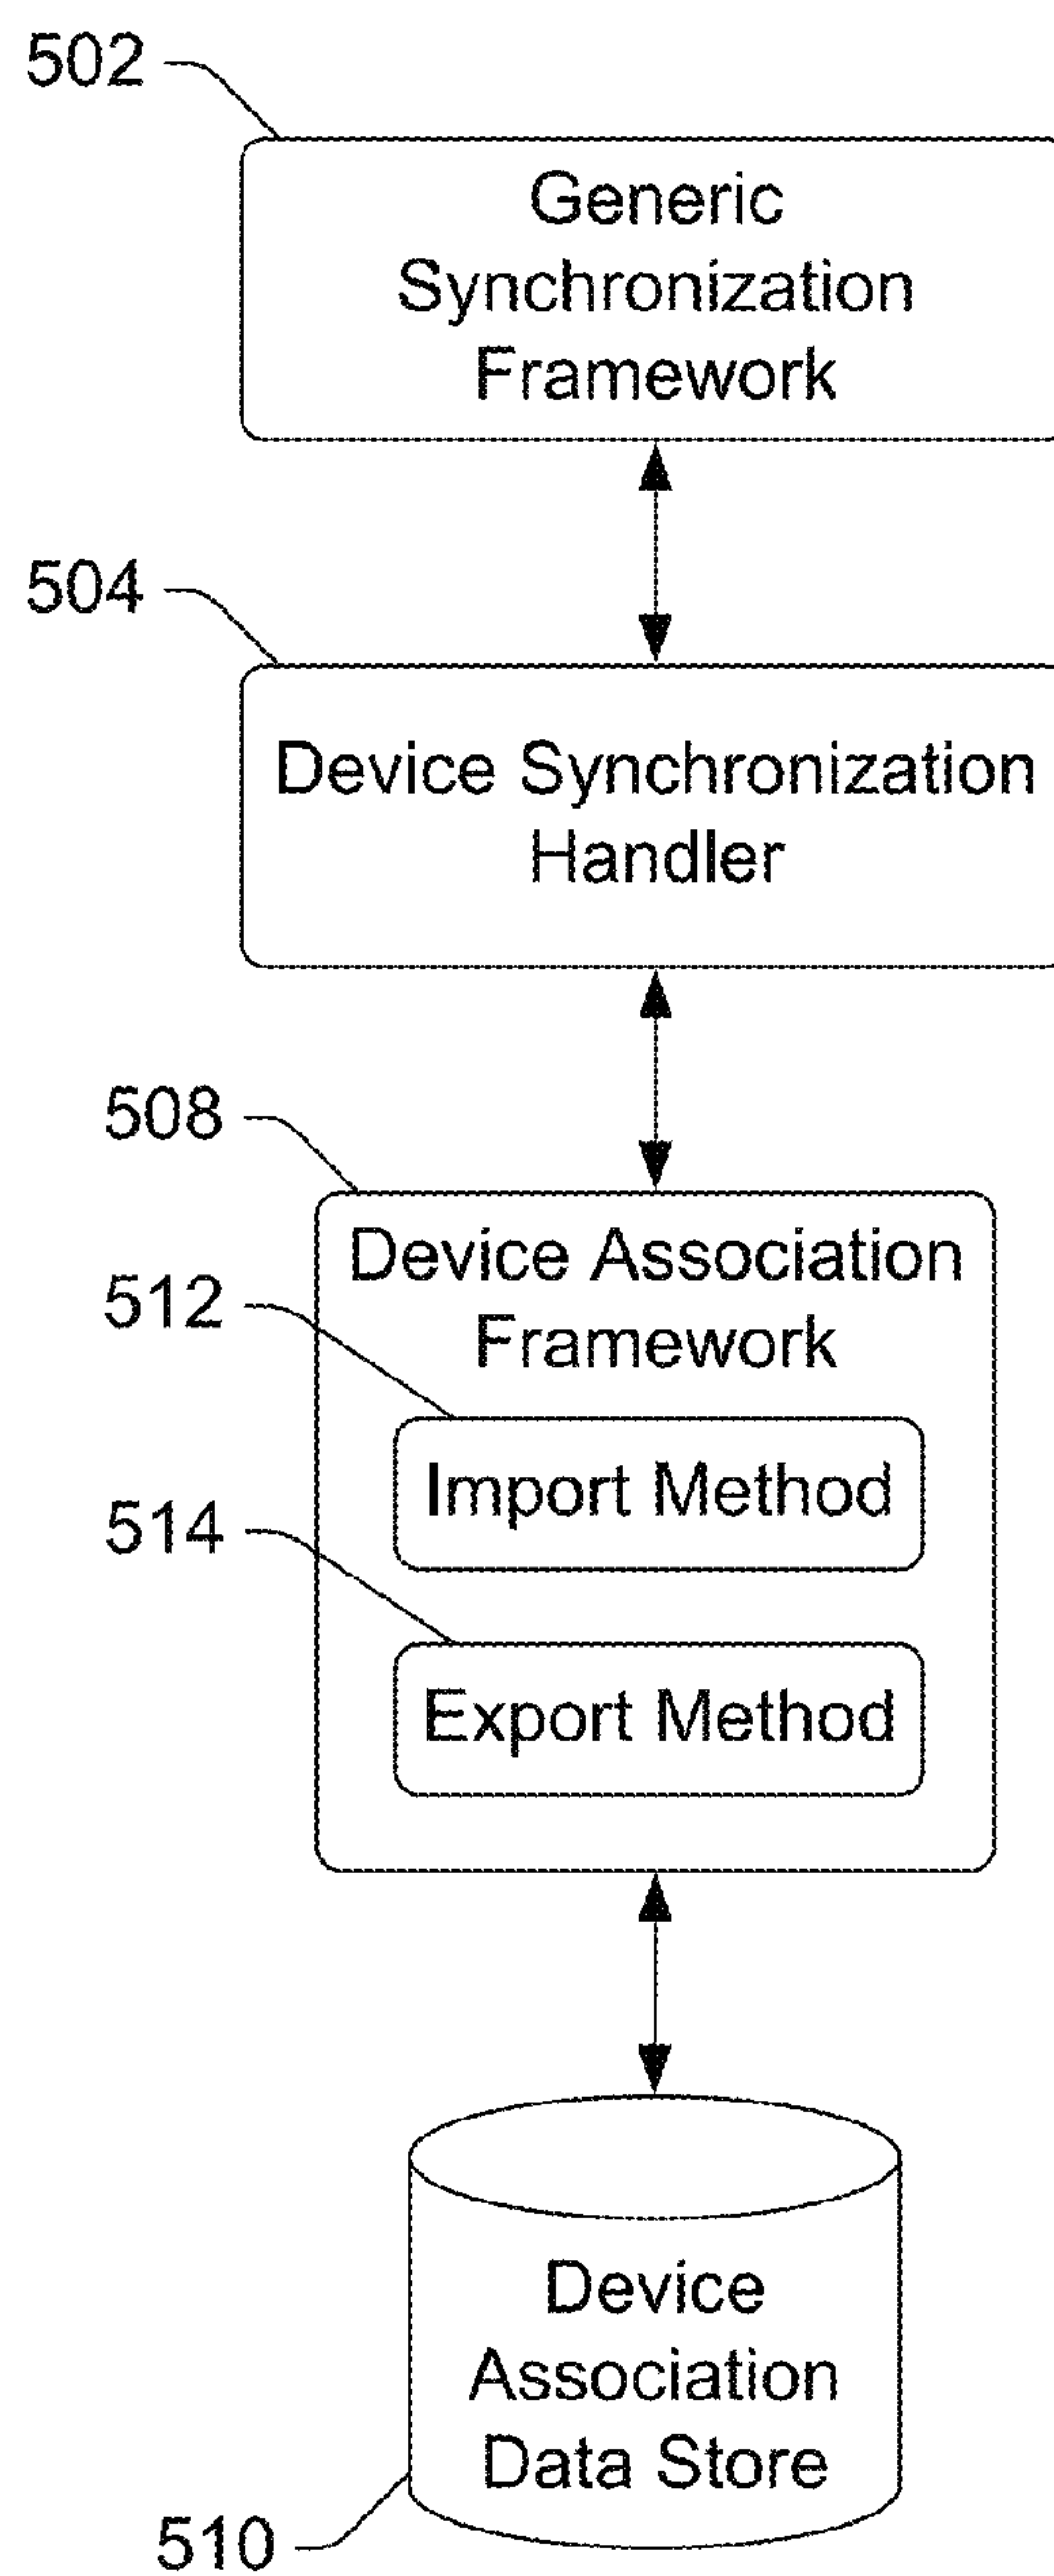 502
Generic
Synchronization
Framework
504
Device Synchronization
Handler
508
Device Association
Framework
512
Import Method
514
Export Method
Device
Association
Data Store
510